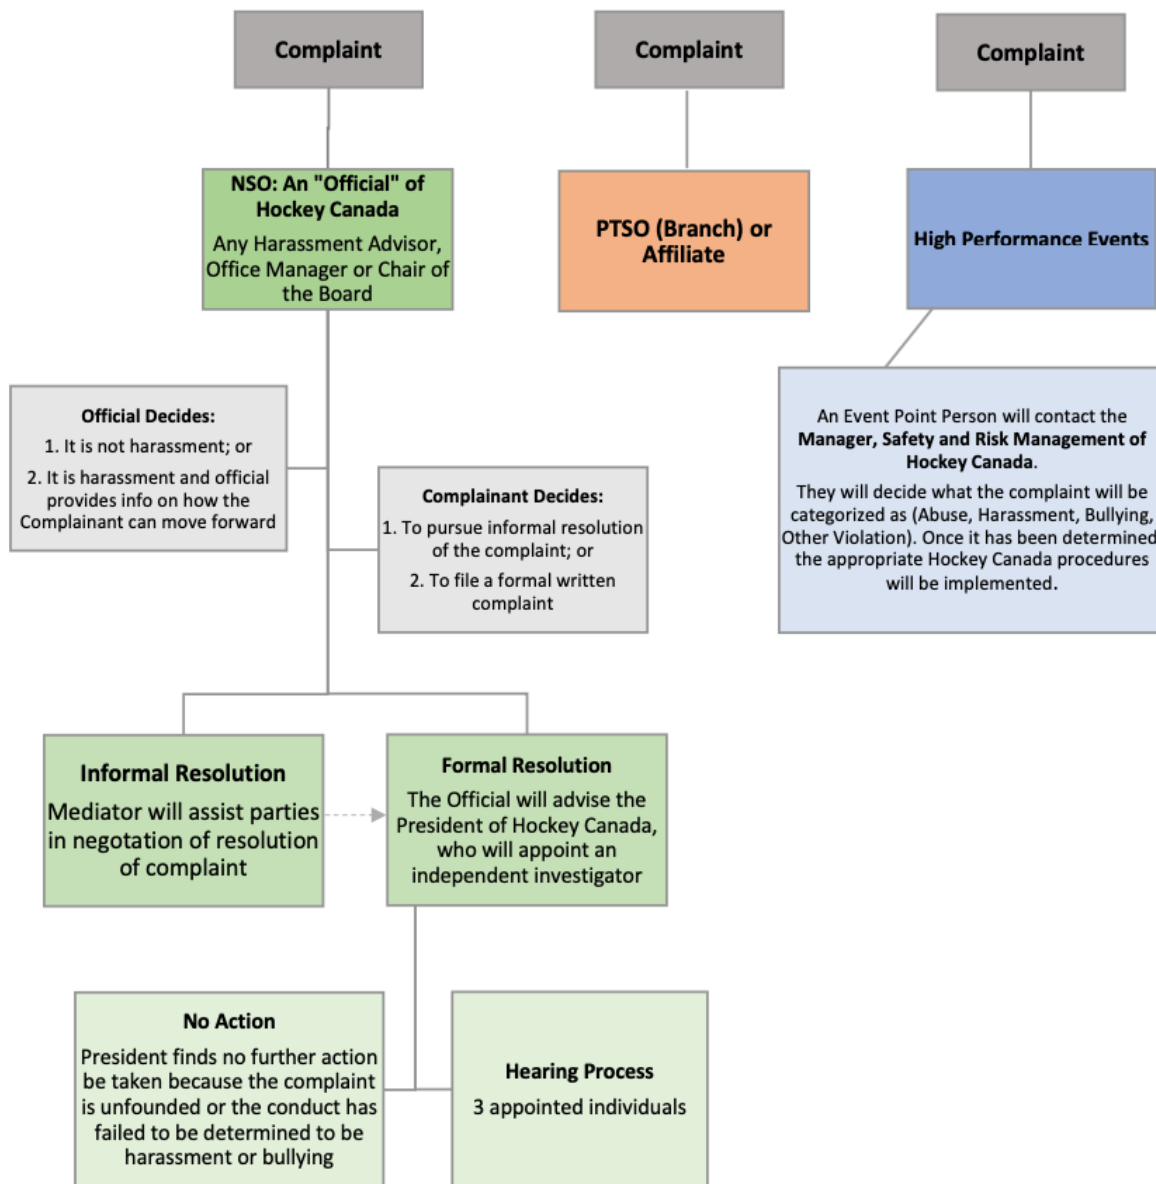 Complaint
Complaint
Complaint
NSO: An "Official" of
Hockey Canada
Any Harassment Advisor,
Office Manager or Chair of
the Board
PTSO (Branch) or
Affiliate
High Performance Events
Official Decides:
1. It is not harassment; or
2. It is harassment and official
provides info on how the
Complainant can move forward
Complainant Decides:
1. To pursue informal resolution
of the complaint; or
2. To file a formal written
complaint
An Event Point Person will contact the
Manager, Safety and Risk Management of
Hockey Canada.
They will decide what the complaint will be
categorized as (Abuse, Harassment, Bullying,
Other Violation). Once it has been determined
the appropriate Hockey Canada procedures
will be implemented.
Informal Resolution
Mediator will assist parties
in negotation of resolution
of complaint
Formal Resolution
The Official will advise the
President of Hockey Canada,
who will appoint an
independent investigator
No Action
President finds no further action
be taken because the complaint
is unfounded or the conduct has
failed to be determined to be
harassment or bullying
Hearing Process
3 appointed individuals